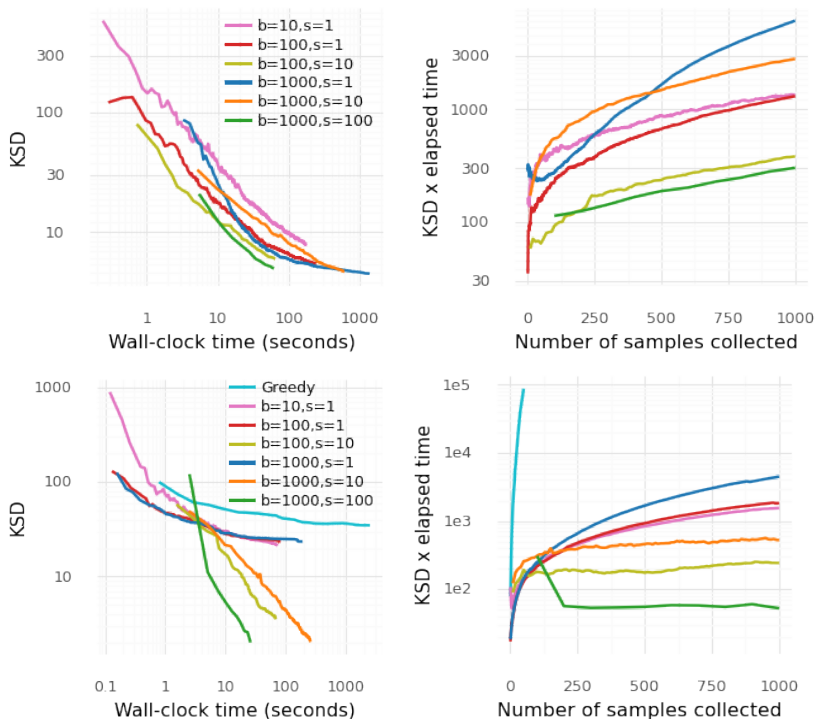 b=10,s=1
b=100,s=1
b=100,s=10
b=1000,s=1
b=1000,s=10
b=1000,s=100
300
100
30
10
KSD
1
10
100
1000
Wall-clock time (seconds)
3000
1000
300
100
30
KSD x elapsed time
0
250
500
750
1000
Number of samples collected
Greedy
b=10,s=1
b=100,s=1
b=100,s=10
b=1000,s=1
b=1000,s=10
b=1000,s=100
1000
100
10
KSD
0.1
1
10
100
1000
Wall-clock time (seconds)
1e5
1e4
1e3
1e2
KSD x elapsed time
0
250
500
750
1000
Number of samples collected